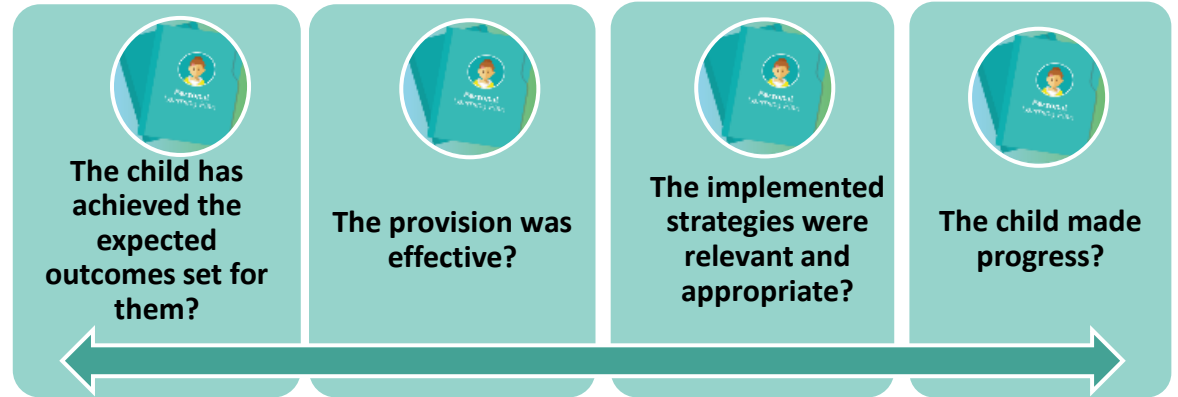 The child has
achieved the
expected
outcomes set for
them?
The provision was
effective?
The implemented
strategies were
relevant and
appropriate?
The child made
progress?